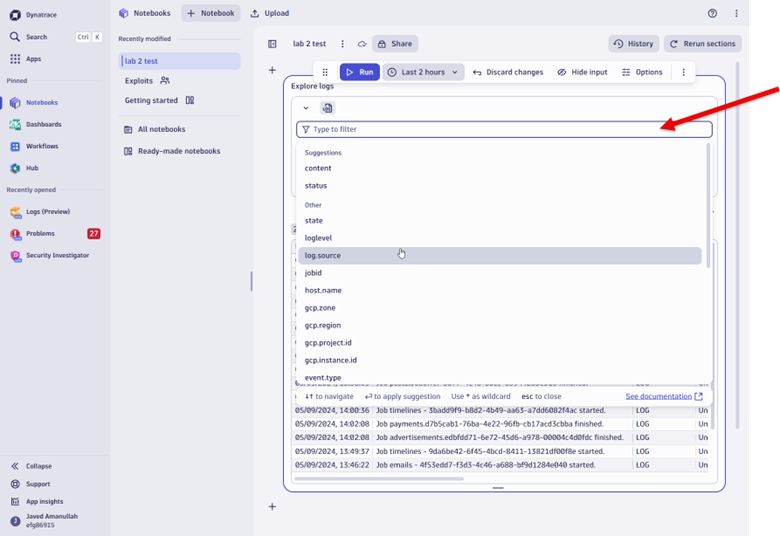 Dynatrace
Search Ctrl K
Apps
Pinned
Notebooks
Dashboards
Workflows
Hub
Recently opened
Logs (Preview)
Problems 27
Security Investigator
Collapse
Support
App insights
Javed Amanullah
efg86915
Notebooks
Notebook
Upload
Recently modified
lab 2 test
Exploits
Getting started
All notebooks
Ready-made notebooks
lab 2 test
Share
History
Rerun sections
Run
Last 2 hours
Discard changes
Hide input
Options
Explore logs
Type to filter
Suggestions
content
status
Other
state
loglevel
log.source
jobid
host.name
gcp.zone
gcp.region
gcp.project.id
gcp.instance.id
event.type
to navigate
to apply suggestion
Use * as wildcard
esc to close
See documentation
05/09/2024, 14:00:36 Job timelines - 3badd9f9-b8d2-4b49-aa63-a7dd6082f4ac started. LOG Un
05/09/2024, 14:02:08 Job payments.d7b5cab1-76ba-4e22-96fb-cb17acd3cbba finished. LOG Un
05/09/2024, 14:02:08 Job advertisements.edbfdd71-6e72-45d6-a978-00004c4d0fdc finished. LOG Un
05/09/2024, 13:49:37 Job timelines - 9da6be42-6f45-4bcd-8411-13821df00f8e started. LOG Un
05/09/2024, 13:46:22 Job emails - 4f53edd7-f3d3-4c46-a688-bf9d1284e040 started. LOG Un